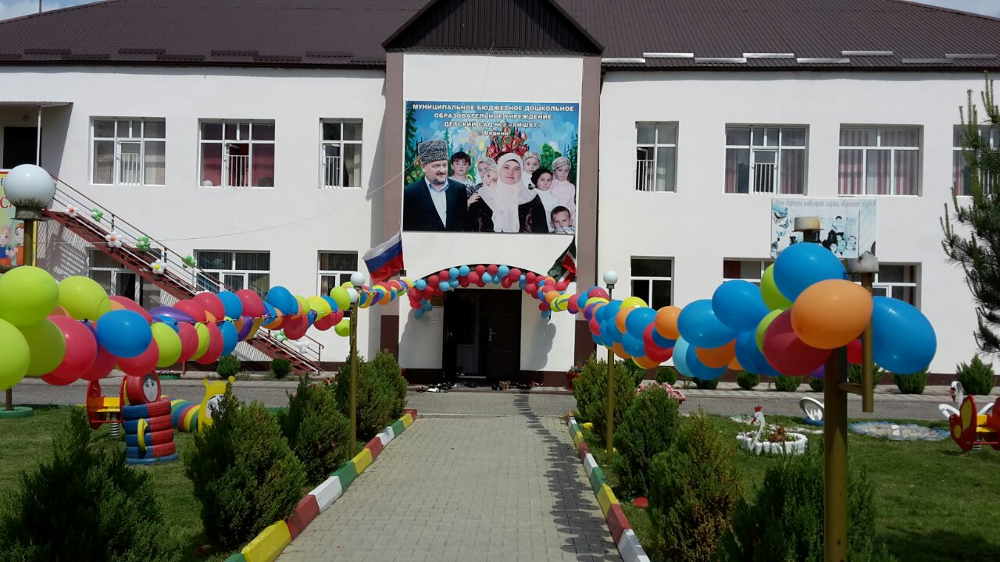 МУНИЦИПАЛЬНОЕ БЮДЖЕТНОЕ ДОШКОЛЬНОЕ
ОБРАЗОВАТЕЛЬНОЕ УЧРЕЖДЕНИЕ
ДЕТСКИЙ САД №2 «АЙШАТ»
с. Ведено